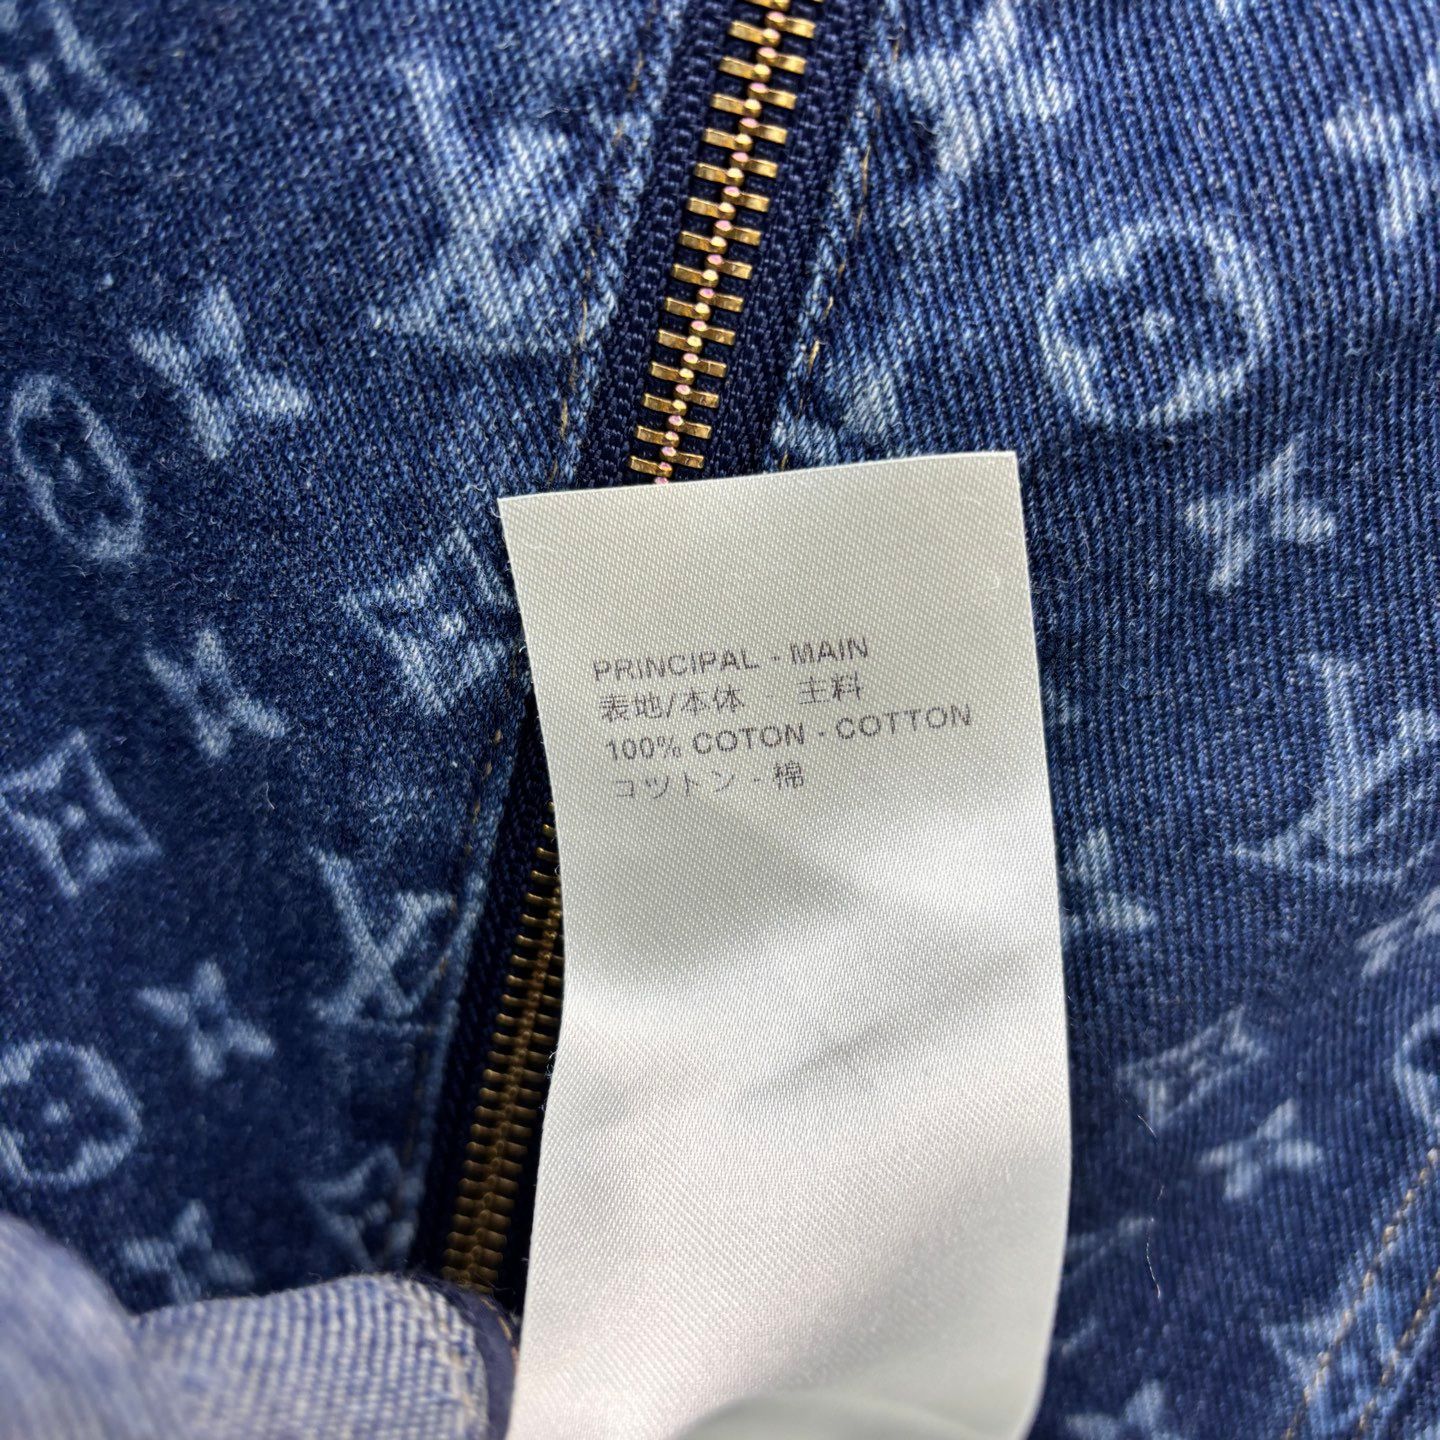 PRINCIPAL - MAIN
表地/本体 - 主料
100% COTON - COTTON
コットン - 棉